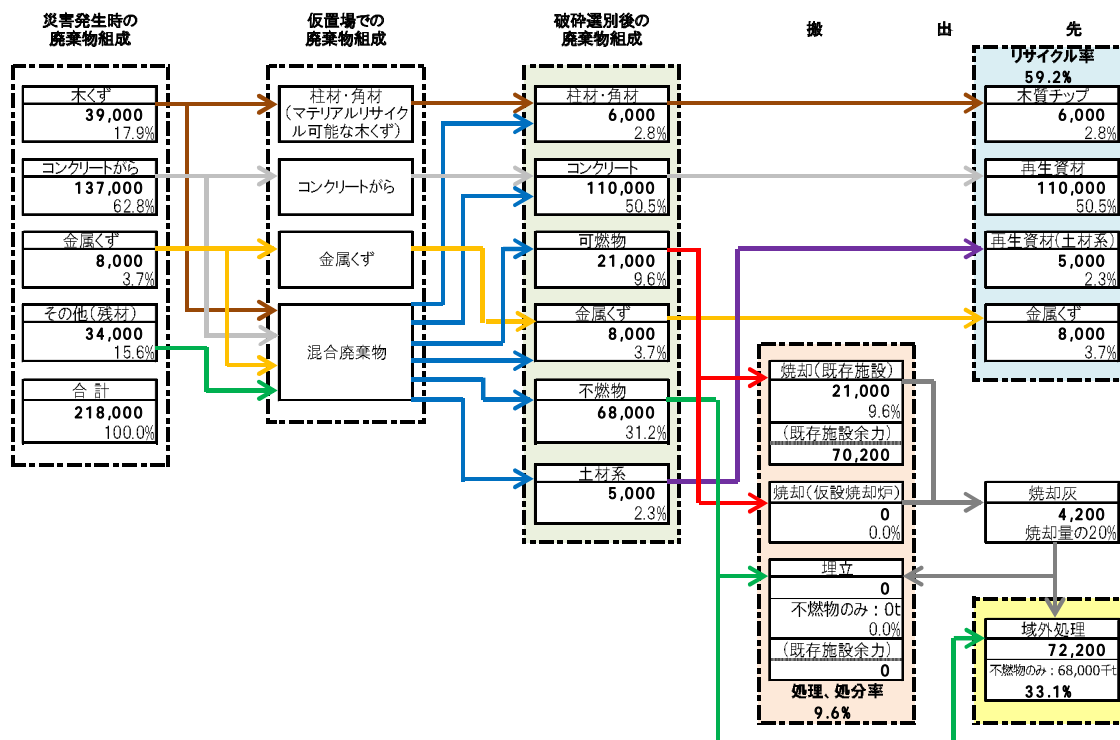 災害発生時の
廃棄物組成
木くず
39,000
17.9%
コンクリートがら
137,000
62.8%
金属くず
8,000
3.7%
その他(残材)
34,000
15.6%
合計
218,000
100.0%
仮置場での
廃棄物組成
柱材・角材
(マテリアルリサイク
ル可能な木くず)
コンクリートがら
金属くず
混合廃棄物
破砕選別後の
廃棄物組成
柱材・角材
6,000
2.8%
コンクリート
110,000
50.5%
可燃物
21,000
9.6%
金属くず
8,000
3.7%
不燃物
68,000
31.2%
土材系
5,000
2.3%
搬 出 先
焼却(既存施設)
21,000
9.6%
(既存施設余力)
70,200
焼却(仮設焼却炉)
0
0.0%
埋立
0
不燃物のみ:0t
0.0%
(既存施設余力)
0
処理、処分率
9.6%
リサイクル率
59.2%
木質チップ
6,000
2.8%
再生資材
110,000
50.5%
再生資材(土材系)
5,000
2.3%
金属くず
8,000
3.7%
焼却灰
4,200
焼却量の20%
域外処理
72,200
不燃物のみ:68,000千t
33.1%